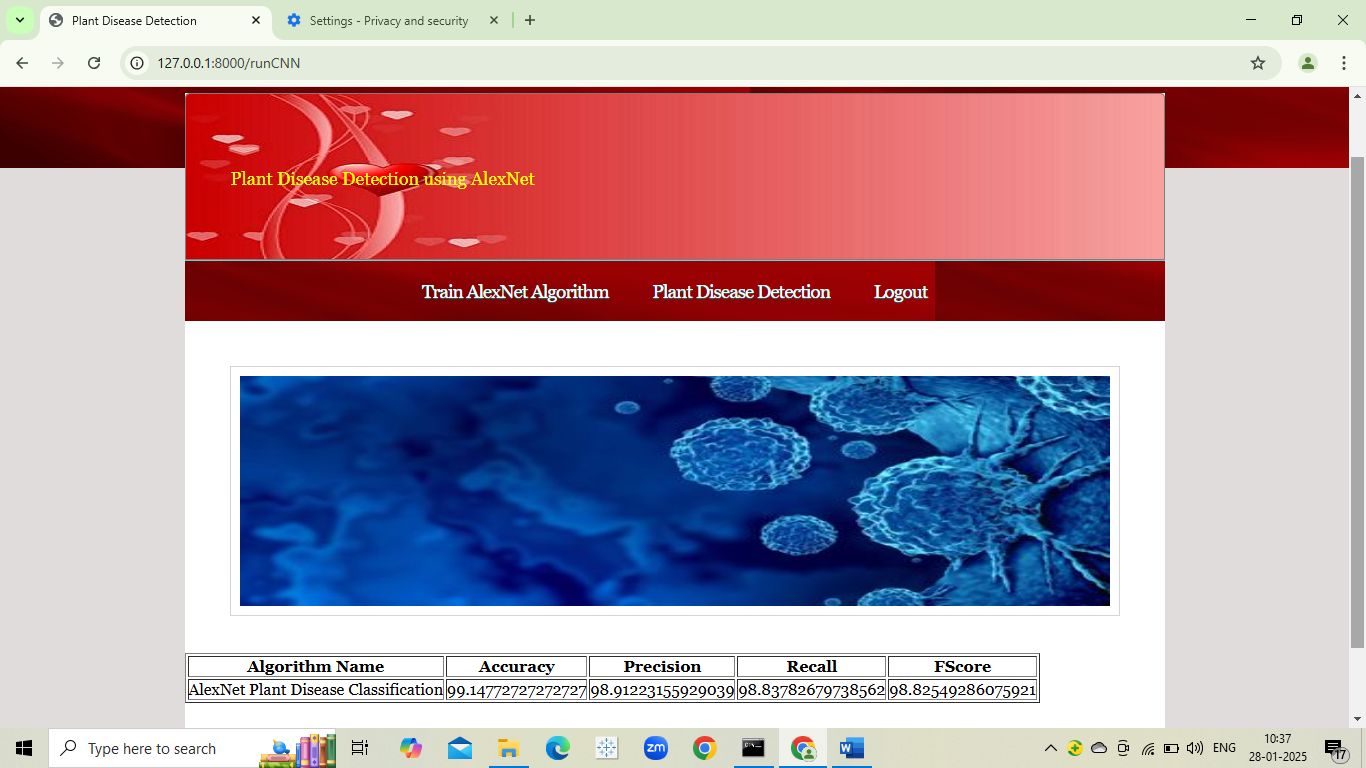 Plant Disease Detection
Settings - Privacy and security
127.0.0.1:8000/runCNN
Plant Disease Detection using AlexNet
Train AlexNet Algorithm Plant Disease Detection Logout
Algorithm Name Accuracy Precision Recall FScore
AlexNet Plant Disease Classification 99.14772727272727 98.91223155929039 98.83782679738562 98.82549286075921
Type here to search
zm
W
ENG
10:37
28-01-2025
17